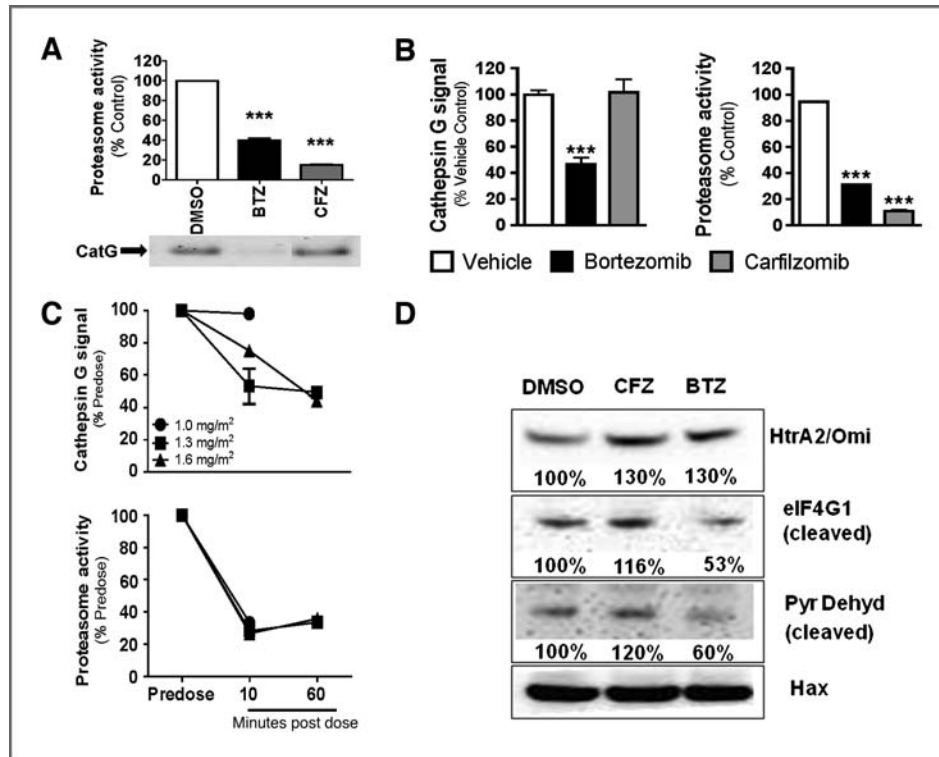 A
Proteasome activity
(% Control)
120
100
80
60
40
20
0
***
***
DMSO
BTZ
CFZ
CatG
B
Cathepsin G signal
(% Vehicle Control)
120
100
80
60
40
20
0
***
Proteasome activity
(% Control)
120
100
80
60
40
20
0
***
***
Vehicle
Bortezomib
Carfilzomib
C
Cathepsin G signal
(% Predose)
100
80
60
40
20
0
1.0 mg/m²
1.3 mg/m²
1.6 mg/m²
Proteasome activity
(% Predose)
100
80
60
40
20
0
Predose 10 60
Minutes post dose
D
DMSO CFZ BTZ
HtrA2/Omi
100% 130% 130%
eIF4G1
(cleaved)
100% 116% 53%
Pyr Dehyd
(cleaved)
100% 120% 60%
Hax